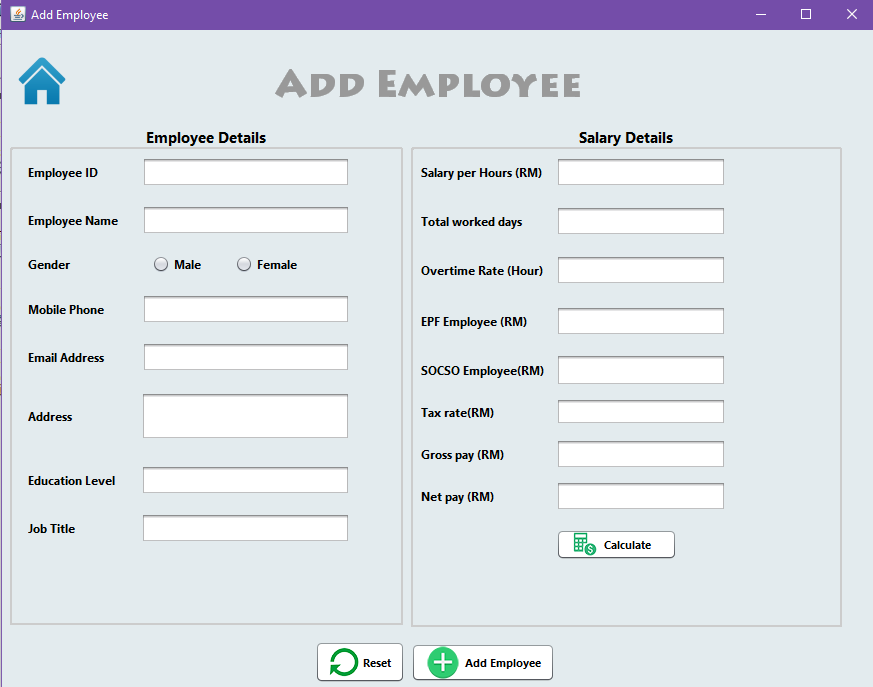 Add Employee
ADD EMPLOYEE
Employee Details
Employee ID
Employee Name
Gender
Male
Female
Mobile Phone
Email Address
Address
Education Level
Job Title
Salary Details
Salary per Hours (RM)
Total worked days
Overtime Rate (Hour)
EPF Employee (RM)
SOCSO Employee(RM)
Tax rate(RM)
Gross pay (RM)
Net pay (RM)
$ Calculate
Reset
Add Employee